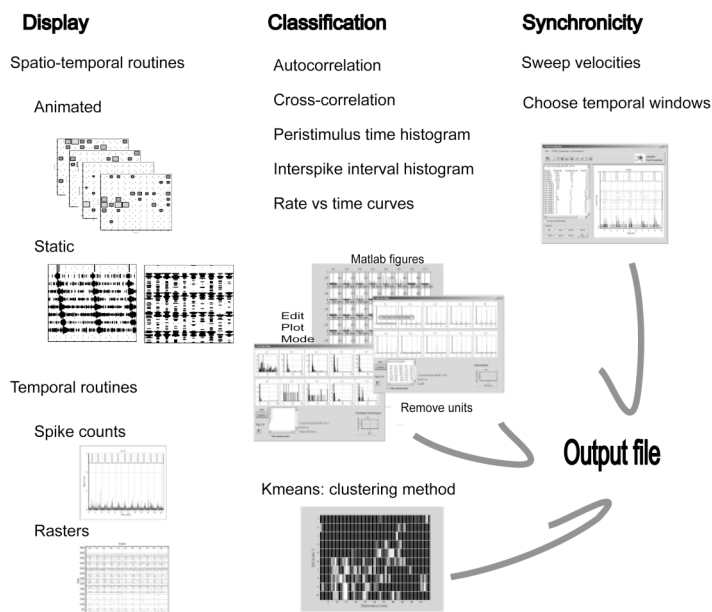 Display
Spatio-temporal routines
Animated
Static
Temporal routines
Spike counts
Rasters
Classification
Autocorrelation
Cross-correlation
Peristimulus time histogram
Interspike interval histogram
Rate vs time curves
Matlab figures
Edit
Plot
Mode
Remove units
Kmeans: clustering method
Synchronicity
Sweep velocities
Choose temporal windows
Output file